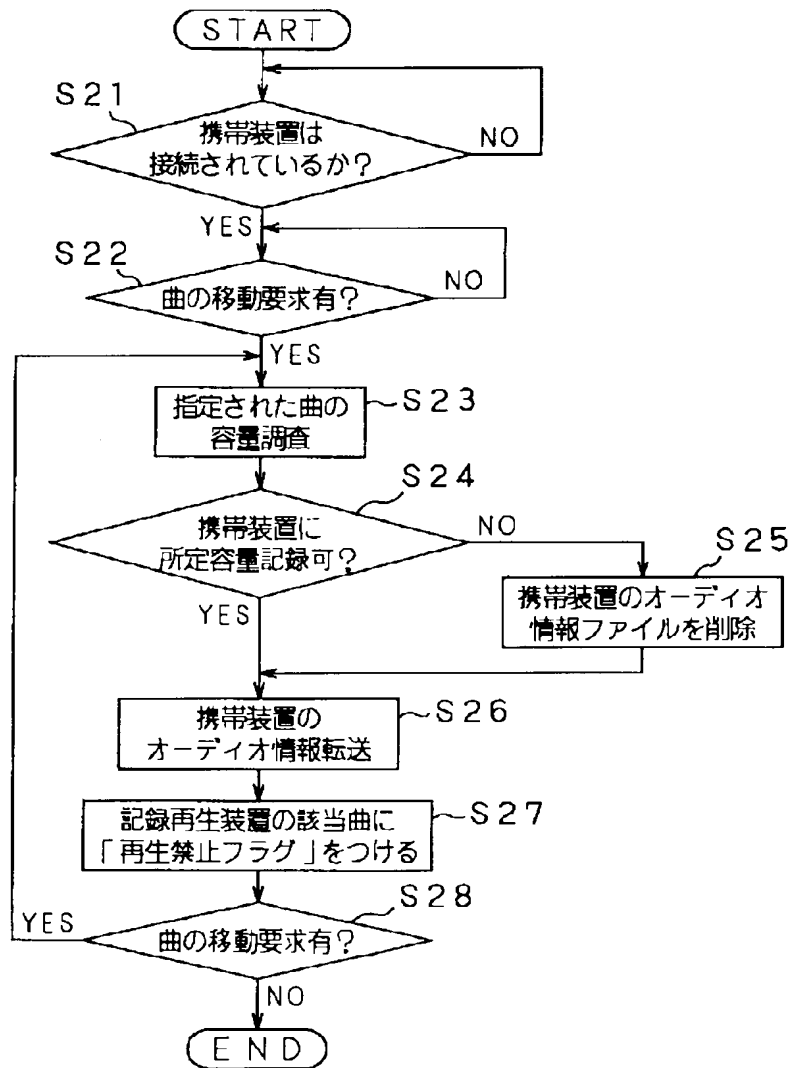 START
S21
携帯装置は
接続されているか?
NO
YES
S22
曲の移動要求有?
NO
YES
指定された曲の
容量調査
S23
S24
携帯装置に
所定容量記録可?
NO
YES
S25
携帯装置のオーディオ
情報ファイルを削除
携帯装置の
オーディオ情報転送
S26
記録再生装置の該当曲に
「再生禁止フラグ」をつける
S27
S28
YES
曲の移動要求有?
NO
END